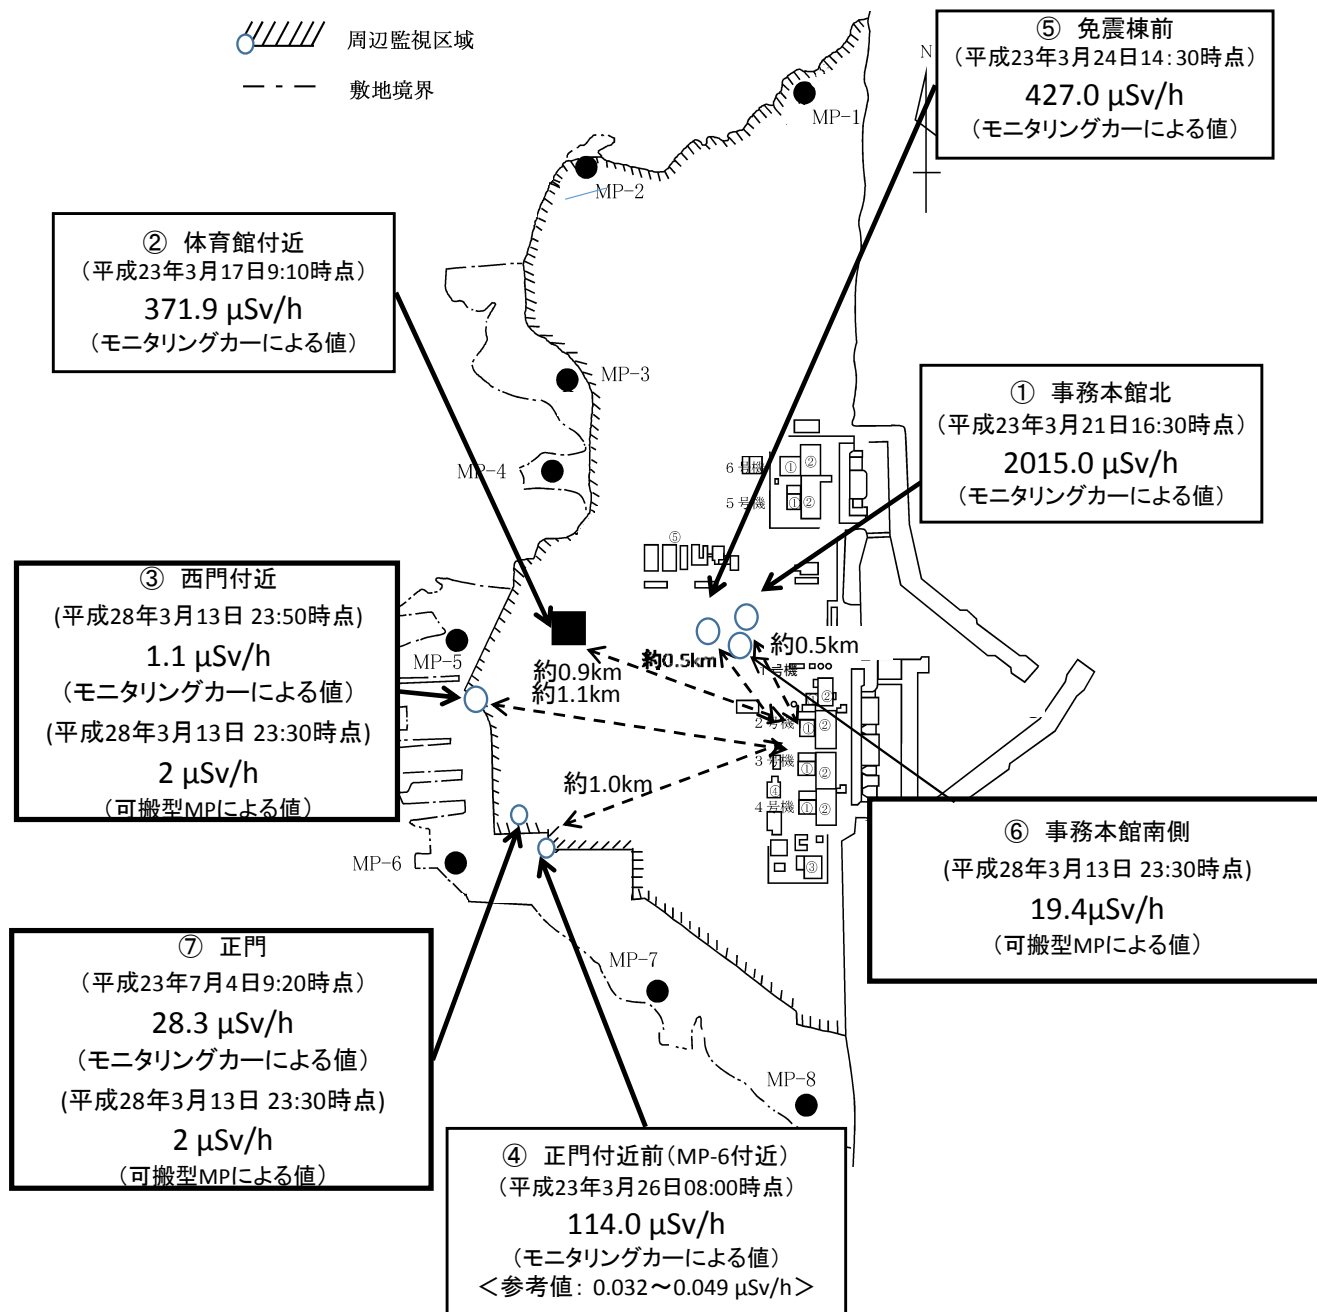 周辺監視区域
敷地境界
⑤ 免震棟前
（平成23年3月24日14:30時点）
427.0 μSv/h
（モニタリングカーによる値）
N
MP-1
MP-2
② 体育館付近
（平成23年3月17日9:10時点）
371.9 μSv/h
（モニタリングカーによる値）
MP-3
① 事務本館北
（平成23年3月21日16:30時点）
2015.0 μSv/h
（モニタリングカーによる値）
MP-4
6号機
① ②
5号機
① ②
⑤
③ 西門付近
(平成28年3月13日 23:50時点)
1.1 μSv/h
（モニタリングカーによる値）
(平成28年3月13日 23:30時点)
2 μSv/h
（可搬型MPによる値）
MP-5
約0.9km
約1.1km
約0.5km
約0.5km
1号機
②
2号機
① ②
3号機
① ②
④
4号機
① ②
③
約1.0km
MP-6
⑥ 事務本館南側
(平成28年3月13日 23:30時点)
19.4μSv/h
（可搬型MPによる値）
⑦ 正門
（平成23年7月4日9:20時点）
28.3 μSv/h
（モニタリングカーによる値）
(平成28年3月13日 23:30時点)
2 μSv/h
（可搬型MPによる値）
MP-7
MP-8
④ 正門付近前（MP-6付近）
（平成23年3月26日08:00時点）
114.0 μSv/h
（モニタリングカーによる値）
＜参考値: 0.032～0.049 μSv/h＞